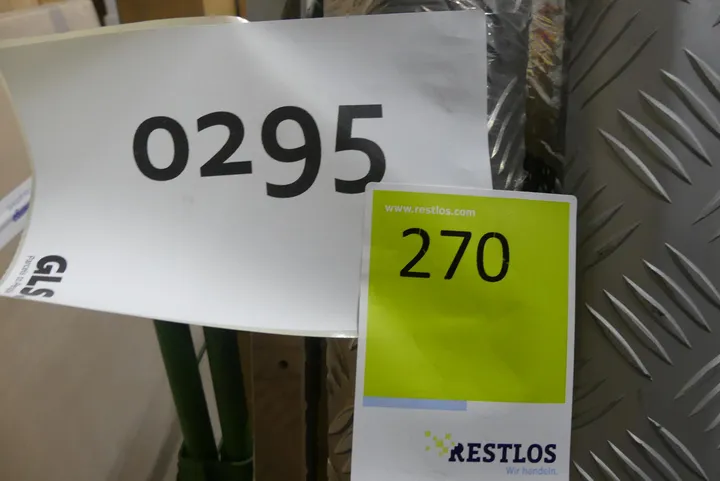 0295
GLS
www.restlos.com
270
RESTLOS
Wir handeln.